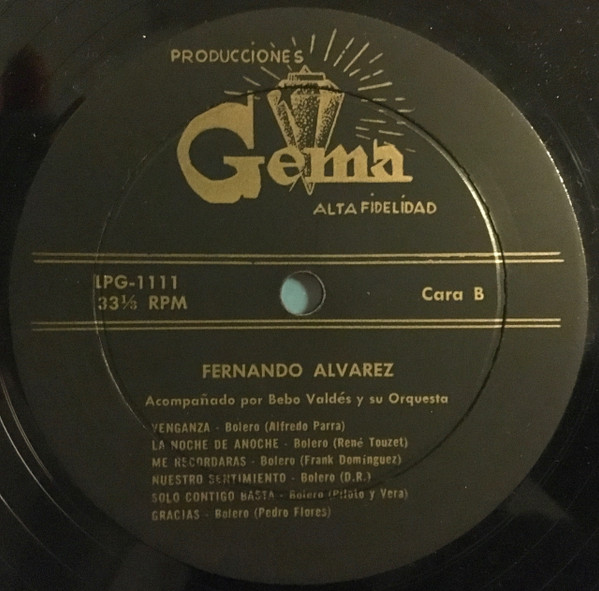 PRODUCCIONES
Gema
ALTA FIDELIDAD
LPG-1111
33⅓ RPM
Cara B
FERNANDO ALVAREZ
Acompañado por Bebo Valdés y su Orquesta
VENGANZA - Bolero (Alfredo Parra)
LA NOCHE DE ANOCHE - Bolero (René Touzet)
ME RECORDARAS - Bolero (Frank Domínguez)
NUESTRO SENTIMIENTO - Bolero (D.R.)
SOLO CONTIGO BASTA - Bolero (Piloto y Vera)
GRACIAS - Bolero (Pedro Flores)